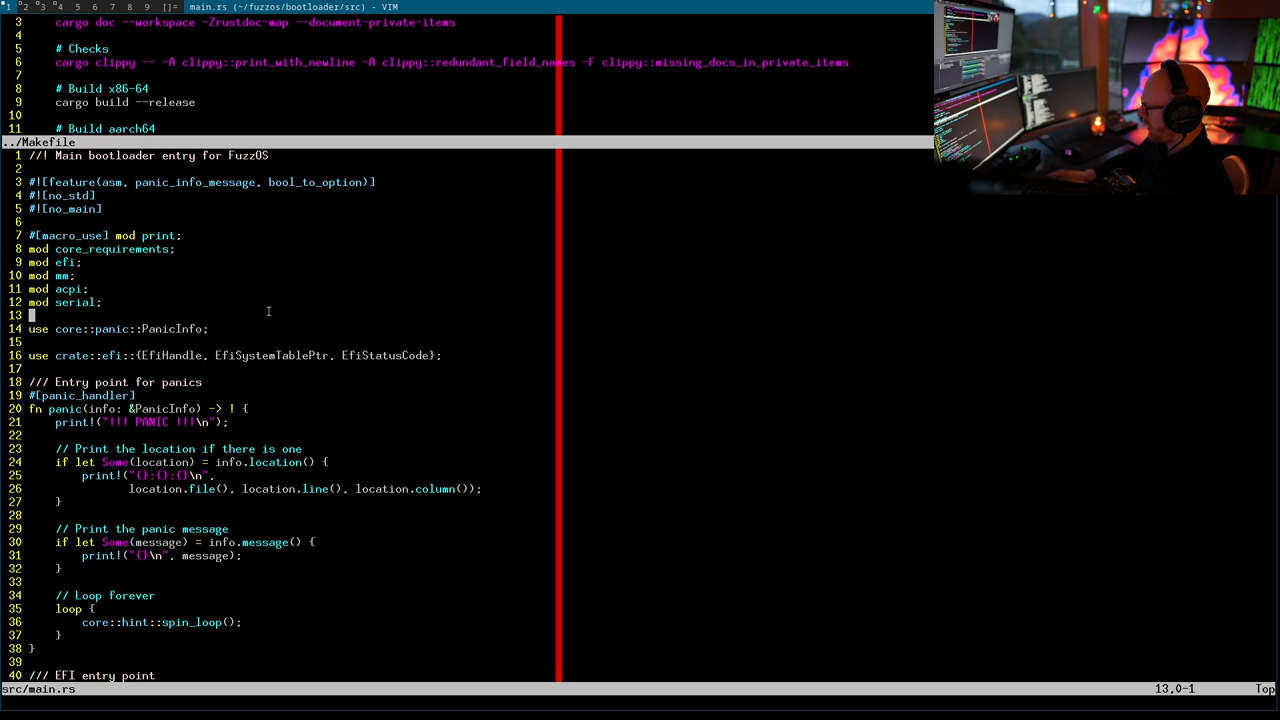 1 2 3 4 5 6 7 8 9 []= main.rs (~/fuzzos/bootloader/src) - VIM
3 cargo doc --workspace -Zrustdoc-map --document-private-items
4
5 # Checks
6 cargo clippy -- -A clippy::print_with_newline -A clippy::redundant_field_names -F clippy::missing_docs_in_private_items
7
8 # Build x86-64
9 cargo build --release
10
11 # Build aarch64
../Makefile
1 //! Main bootloader entry for FuzzOS
2
3 #![feature(asm, panic_info_message, bool_to_option)]
4 #![no_std]
5 #![no_main]
6
7 #[macro_use] mod print;
8 mod core_requirements;
9 mod efi;
10 mod mm;
11 mod acpi;
12 mod serial;
13
14 use core::panic::PanicInfo;
15
16 use crate::efi::{EfiHandle, EfiSystemTablePtr, EfiStatusCode};
17
18 /// Entry point for panics
19 #[panic_handler]
20 fn panic(info: &PanicInfo) -> ! {
21 print!("!!! PANIC !!!\n");
22
23 // Print the location if there is one
24 if let Some(location) = info.location() {
25 print!("{}:{}:{}\n",
26 location.file(), location.line(), location.column());
27 }
28
29 // Print the panic message
30 if let Some(message) = info.message() {
31 print!("{}\n", message);
32 }
33
34 // Loop forever
35 loop {
36 core::hint::spin_loop();
37 }
38 }
39
40 /// EFI entry point
src/main.rs 13,0-1 Top